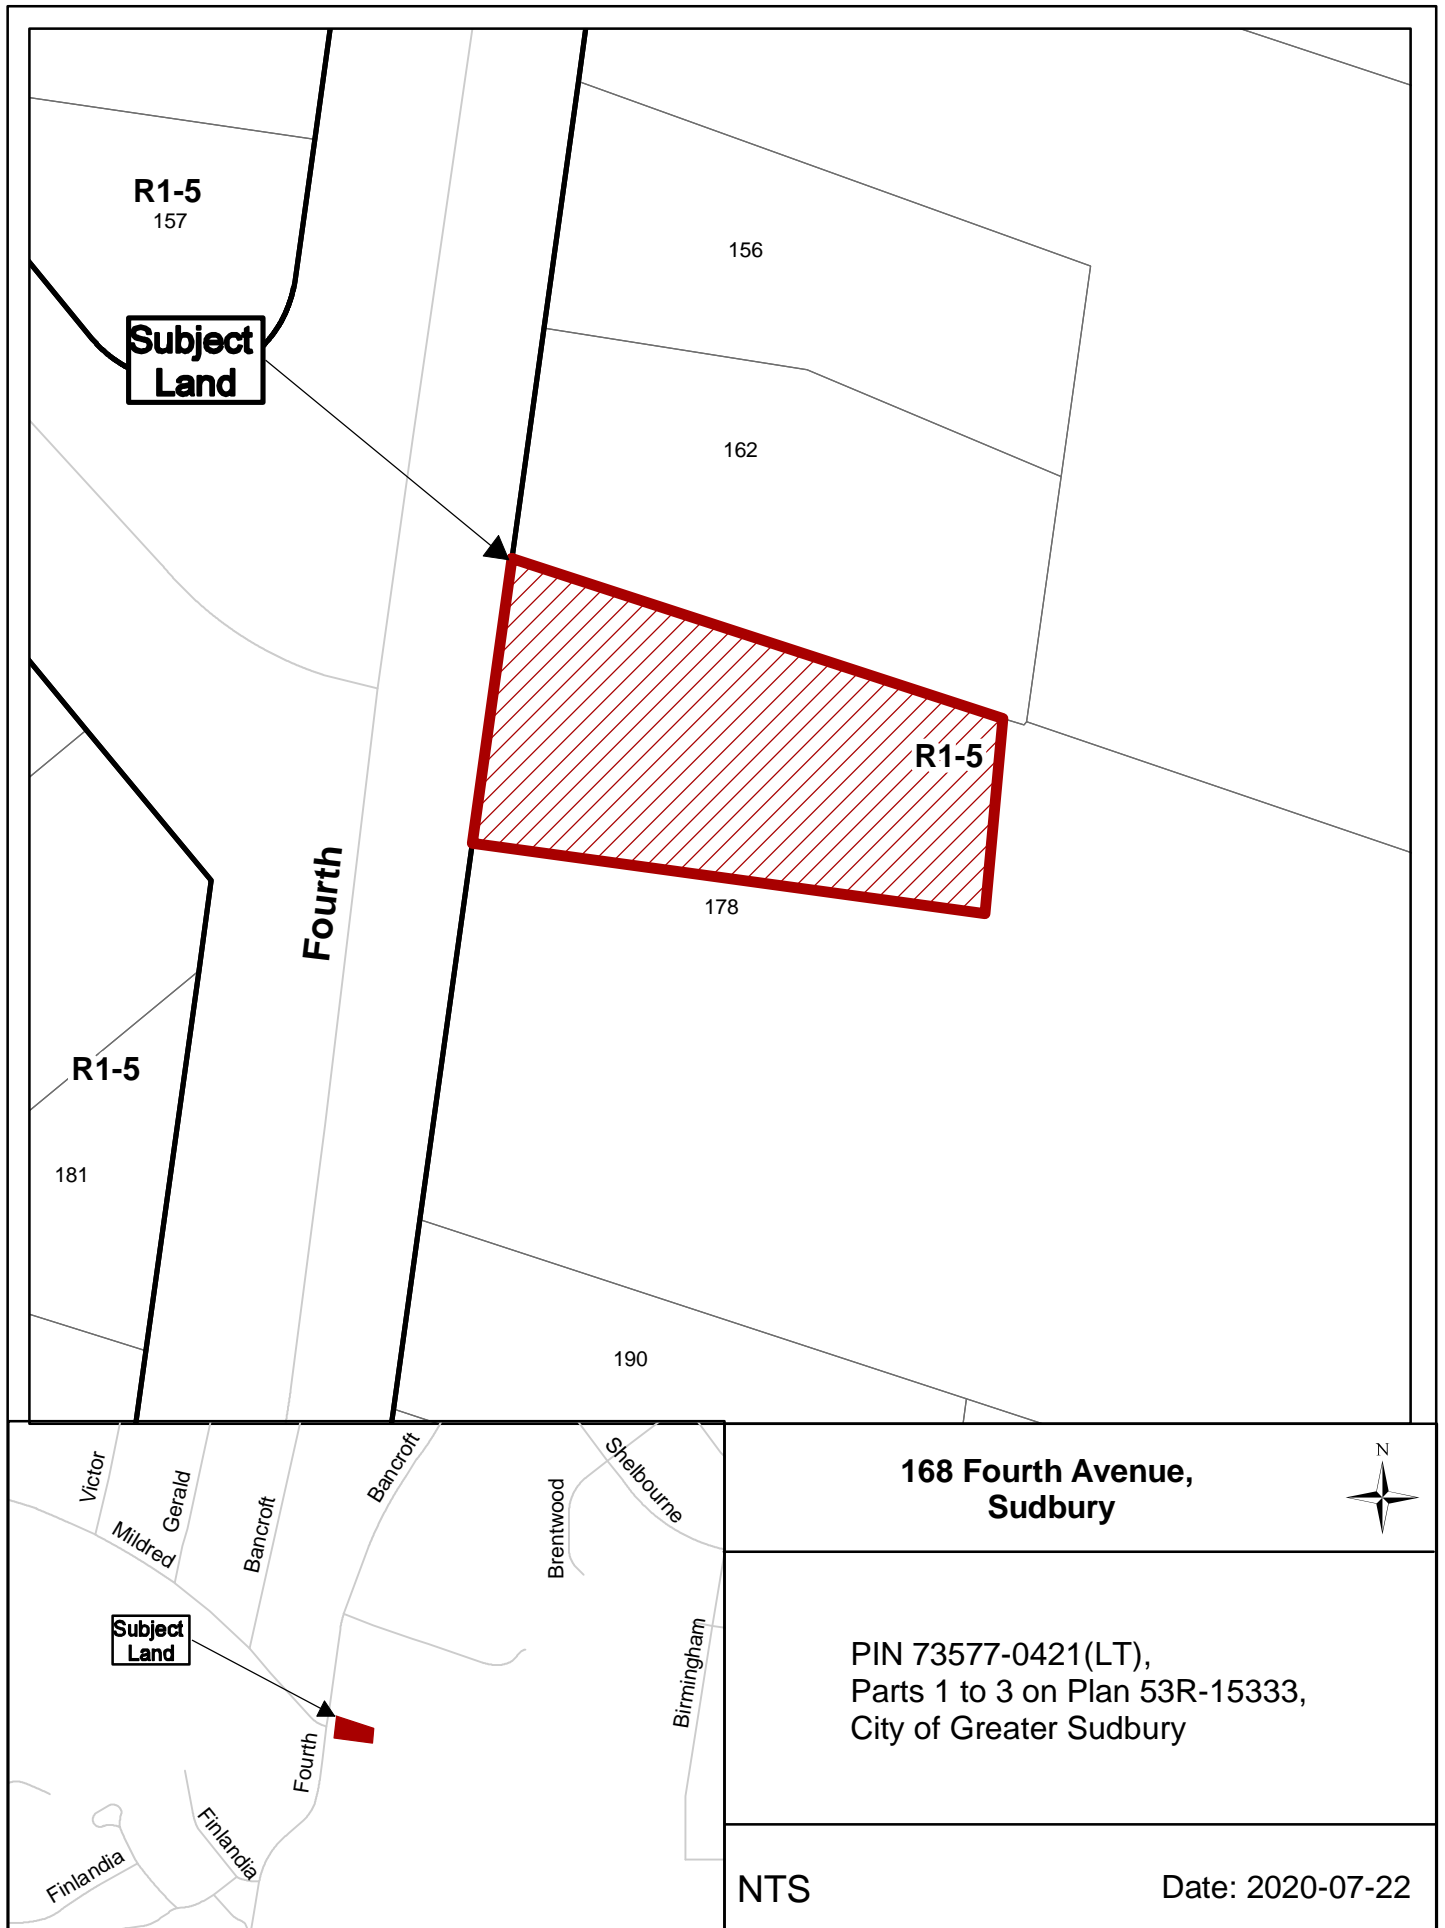 R1-5
157
156
Subject
Land
162
R1-5
Fourth
178
R1-5
181
190
Victor
Gerald
Mildred
Bancroft
Bancroft
Shelbourne
Brentwood
Birmingham
Subject
Land
Fourth
Finlandia
Finlandia
168 Fourth Avenue,
Sudbury
N
PIN 73577-0421(LT),
Parts 1 to 3 on Plan 53R-15333,
City of Greater Sudbury
NTS
Date: 2020-07-22